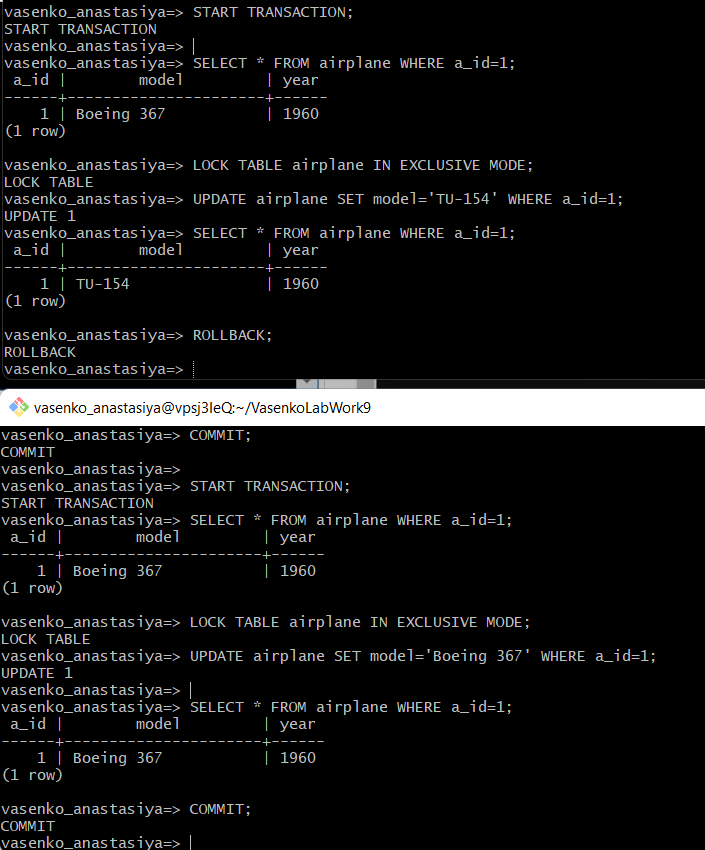 vasenko_anastasiya=> START TRANSACTION;
START TRANSACTION
vasenko_anastasiya=>
vasenko_anastasiya=> SELECT * FROM airplane WHERE a_id=1;
 a_id |        model         | year
------+----------------------+------
    1 | Boeing 367           | 1960
(1 row)
vasenko_anastasiya=> LOCK TABLE airplane IN EXCLUSIVE MODE;
LOCK TABLE
vasenko_anastasiya=> UPDATE airplane SET model='TU-154' WHERE a_id=1;
UPDATE 1
vasenko_anastasiya=> SELECT * FROM airplane WHERE a_id=1;
 a_id |        model         | year
------+----------------------+------
    1 | TU-154               | 1960
(1 row)
vasenko_anastasiya=> ROLLBACK;
ROLLBACK
vasenko_anastasiya=>
vasenko_anastasiya@vpsj3IeQ:~/VasenkoLabWork9
vasenko_anastasiya=> COMMIT;
COMMIT
vasenko_anastasiya=>
vasenko_anastasiya=> START TRANSACTION;
START TRANSACTION
vasenko_anastasiya=> SELECT * FROM airplane WHERE a_id=1;
 a_id |        model         | year
------+----------------------+------
    1 | Boeing 367           | 1960
(1 row)
vasenko_anastasiya=> LOCK TABLE airplane IN EXCLUSIVE MODE;
LOCK TABLE
vasenko_anastasiya=> UPDATE airplane SET model='Boeing 367' WHERE a_id=1;
UPDATE 1
vasenko_anastasiya=>
vasenko_anastasiya=> SELECT * FROM airplane WHERE a_id=1;
 a_id |        model         | year
------+----------------------+------
    1 | Boeing 367           | 1960
(1 row)
vasenko_anastasiya=> COMMIT;
COMMIT
vasenko_anastasiya=>